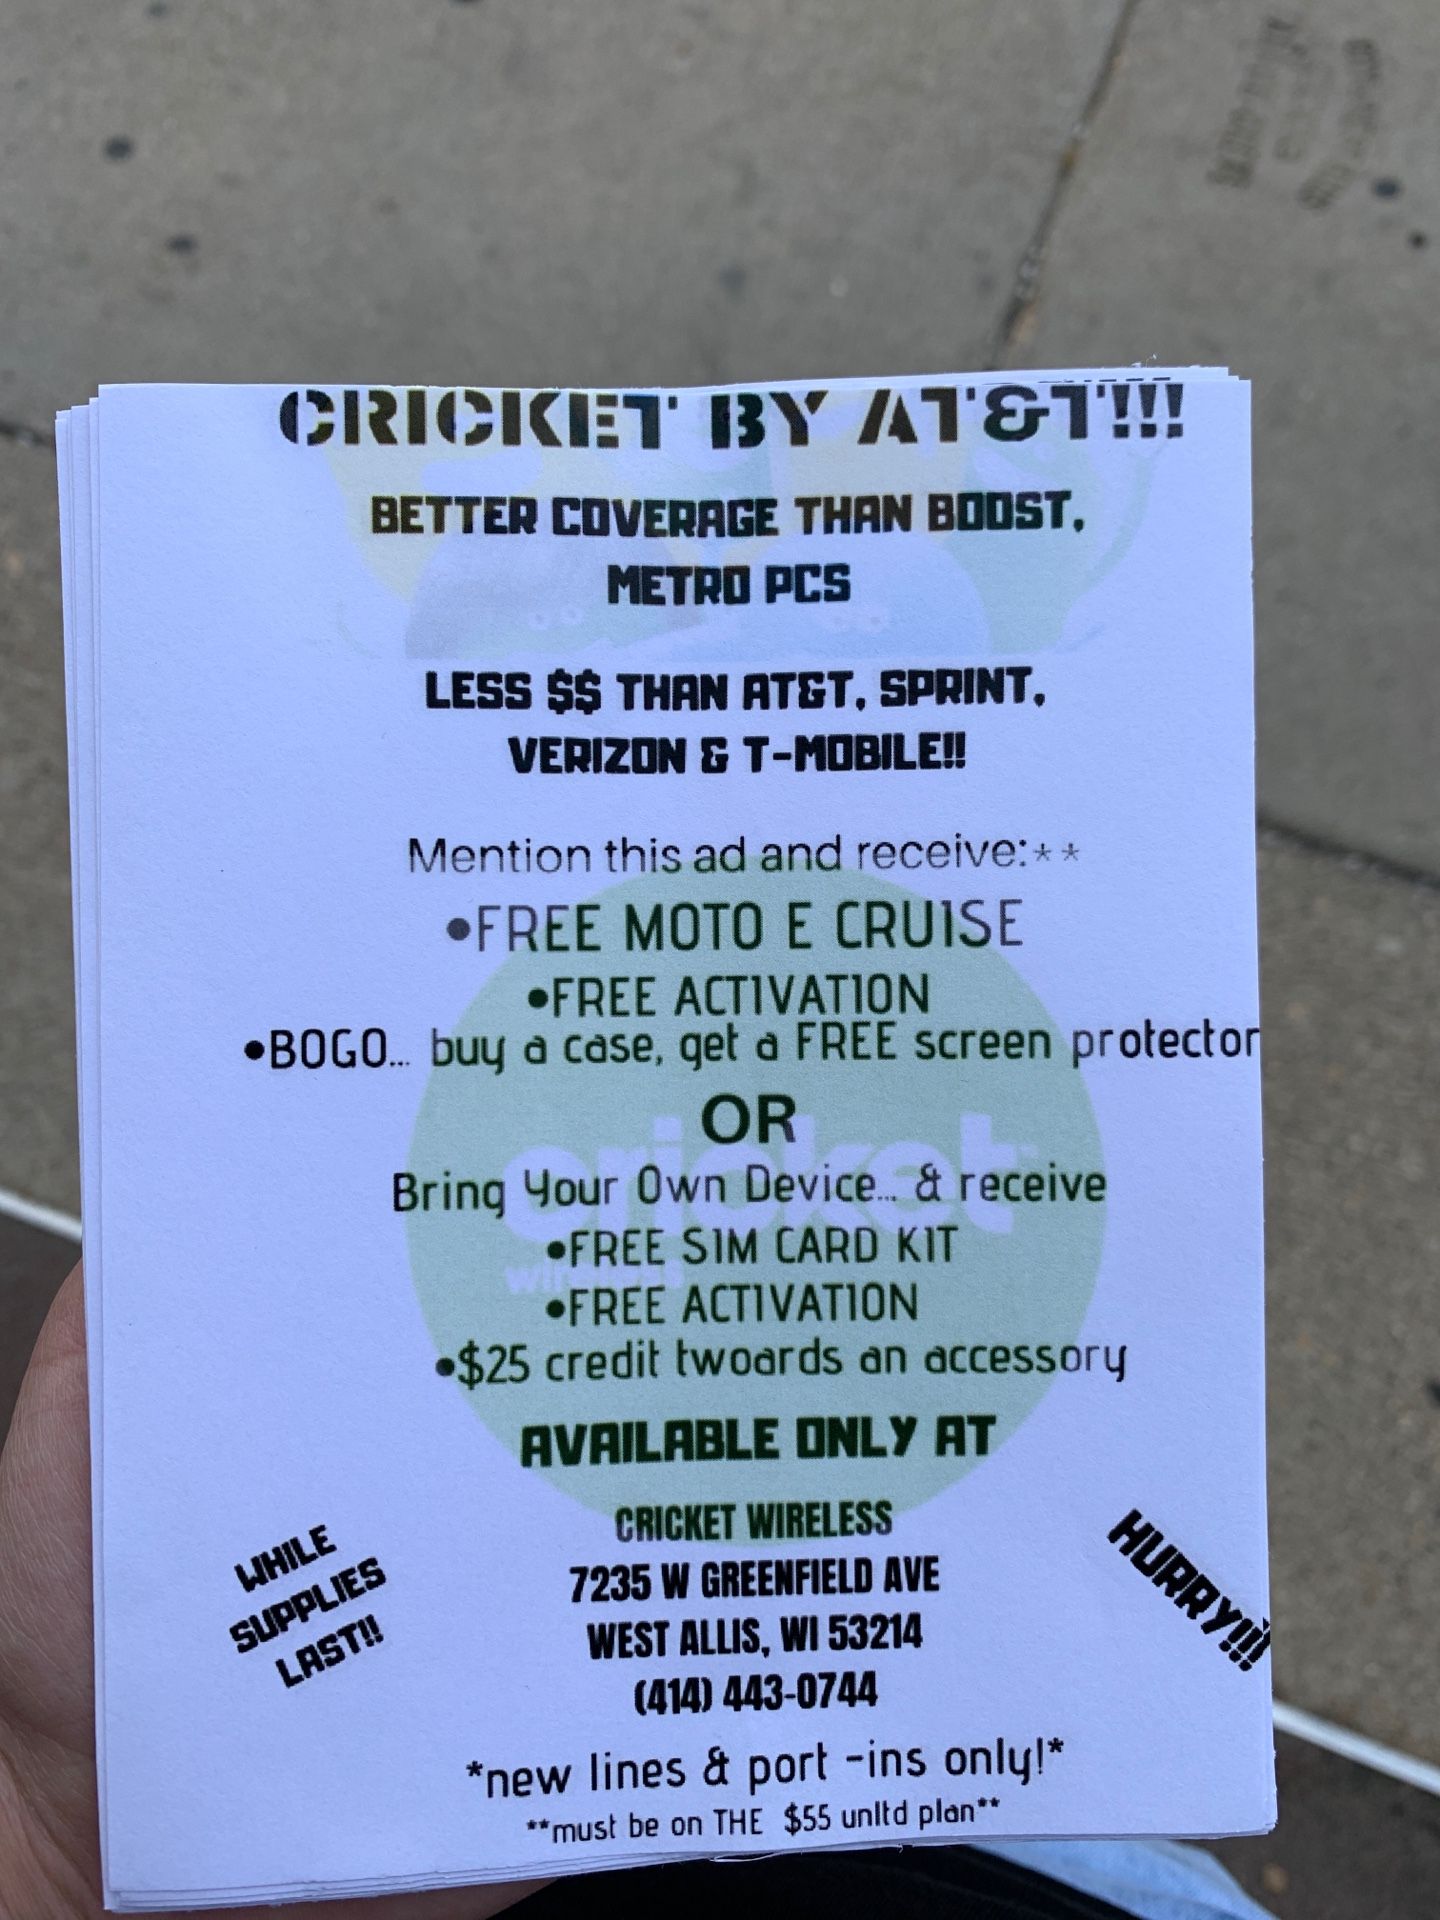 CRICKET BY AT&T!!!
BETTER COVERAGE THAN BOOST,
METRO PCS
LESS $$ THAN AT&T, SPRINT,
VERIZON & T-MOBILE!!
Mention this ad and receive:**
•FREE MOTO E CRUISE
•FREE ACTIVATION
•BOGO... buy a case, get a FREE screen protector
OR
cricket
wireless
Bring Your Own Device... & receive
•FREE SIM CARD KIT
•FREE ACTIVATION
•$25 credit twoards an accessory
AVAILABLE ONLY AT
CRICKET WIRELESS
7235 W GREENFIELD AVE
WEST ALLIS, WI 53214
(414) 443-0744
WHILE
SUPPLIES
LAST!!
HURRY!!!
*new lines & port -ins only!*
**must be on THE $55 unltd plan**